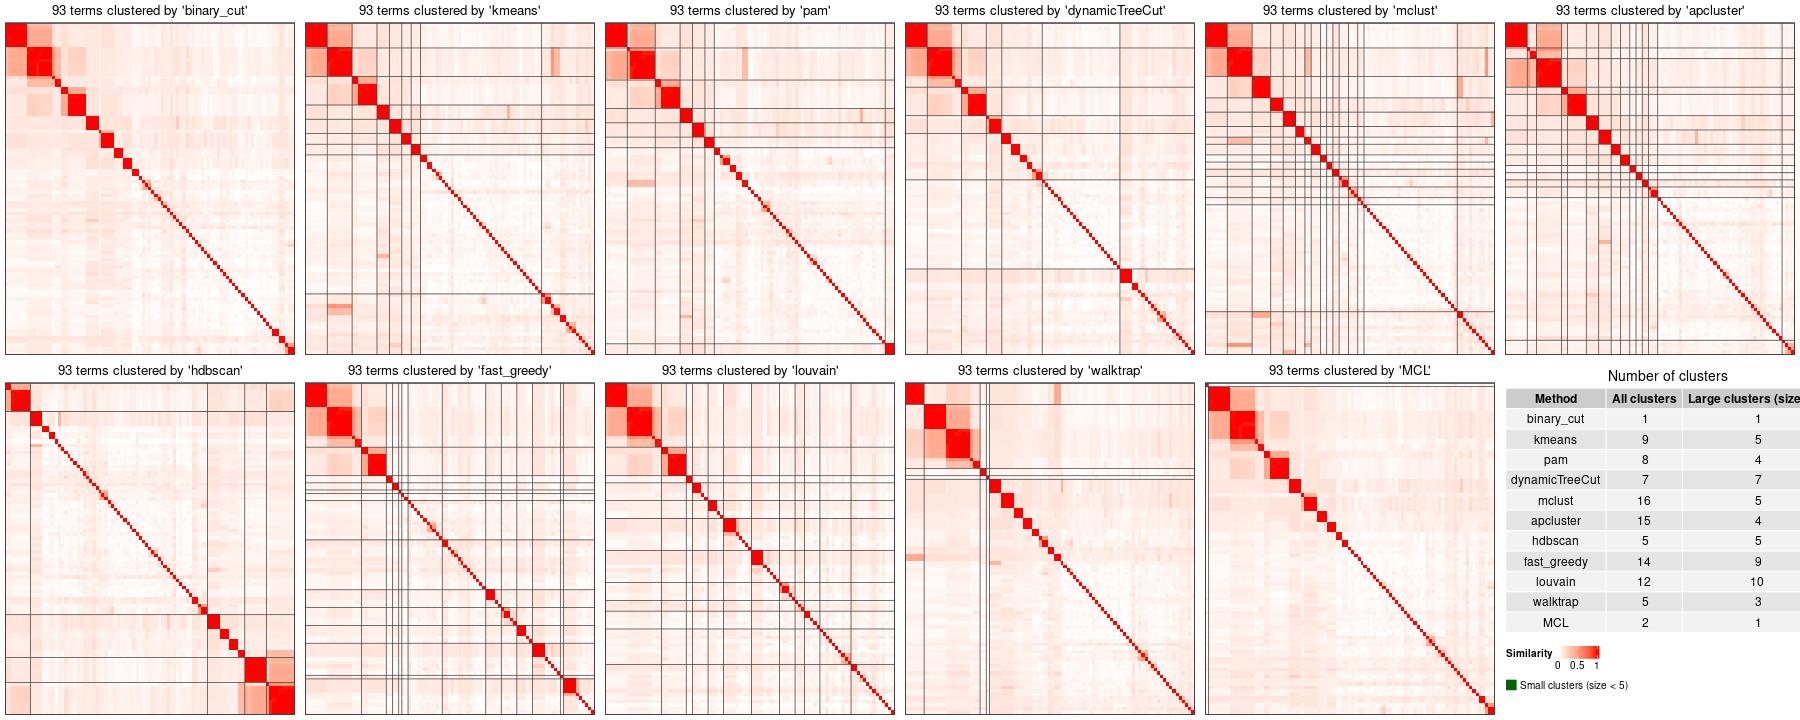 93 terms clustered by 'binary_cut'
93 terms clustered by 'kmeans'
93 terms clustered by 'pam'
93 terms clustered by 'dynamicTreeCut'
93 terms clustered by 'mclust'
93 terms clustered by 'apcluster'
93 terms clustered by 'hdbscan'
93 terms clustered by 'fast_greedy'
93 terms clustered by 'louvain'
93 terms clustered by 'walktrap'
93 terms clustered by 'MCL'
Number of clusters
Method All clusters Large clusters (size
binary_cut 1 1
kmeans 9 5
pam 8 4
dynamicTreeCut 7 7
mclust 16 5
apcluster 15 4
hdbscan 5 5
fast_greedy 14 9
louvain 12 10
walktrap 5 3
MCL 2 1
Similarity
0 0.5 1
Small clusters (size < 5)